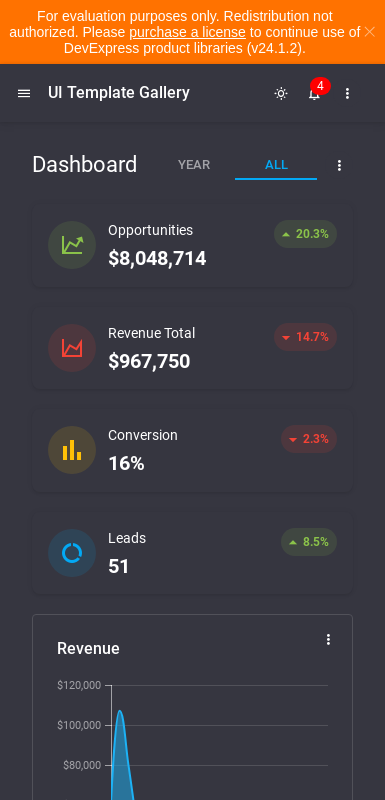 For evaluation purposes only. Redistribution not
authorized. Please purchase a license to continue use of
DevExpress product libraries (v24.1.2).
UI Template Gallery
4
Dashboard
YEAR
ALL
Opportunities
$8,048,714
20.3%
Revenue Total
$967,750
14.7%
Conversion
16%
2.3%
Leads
51
8.5%
Revenue
$120,000
$100,000
$80,000